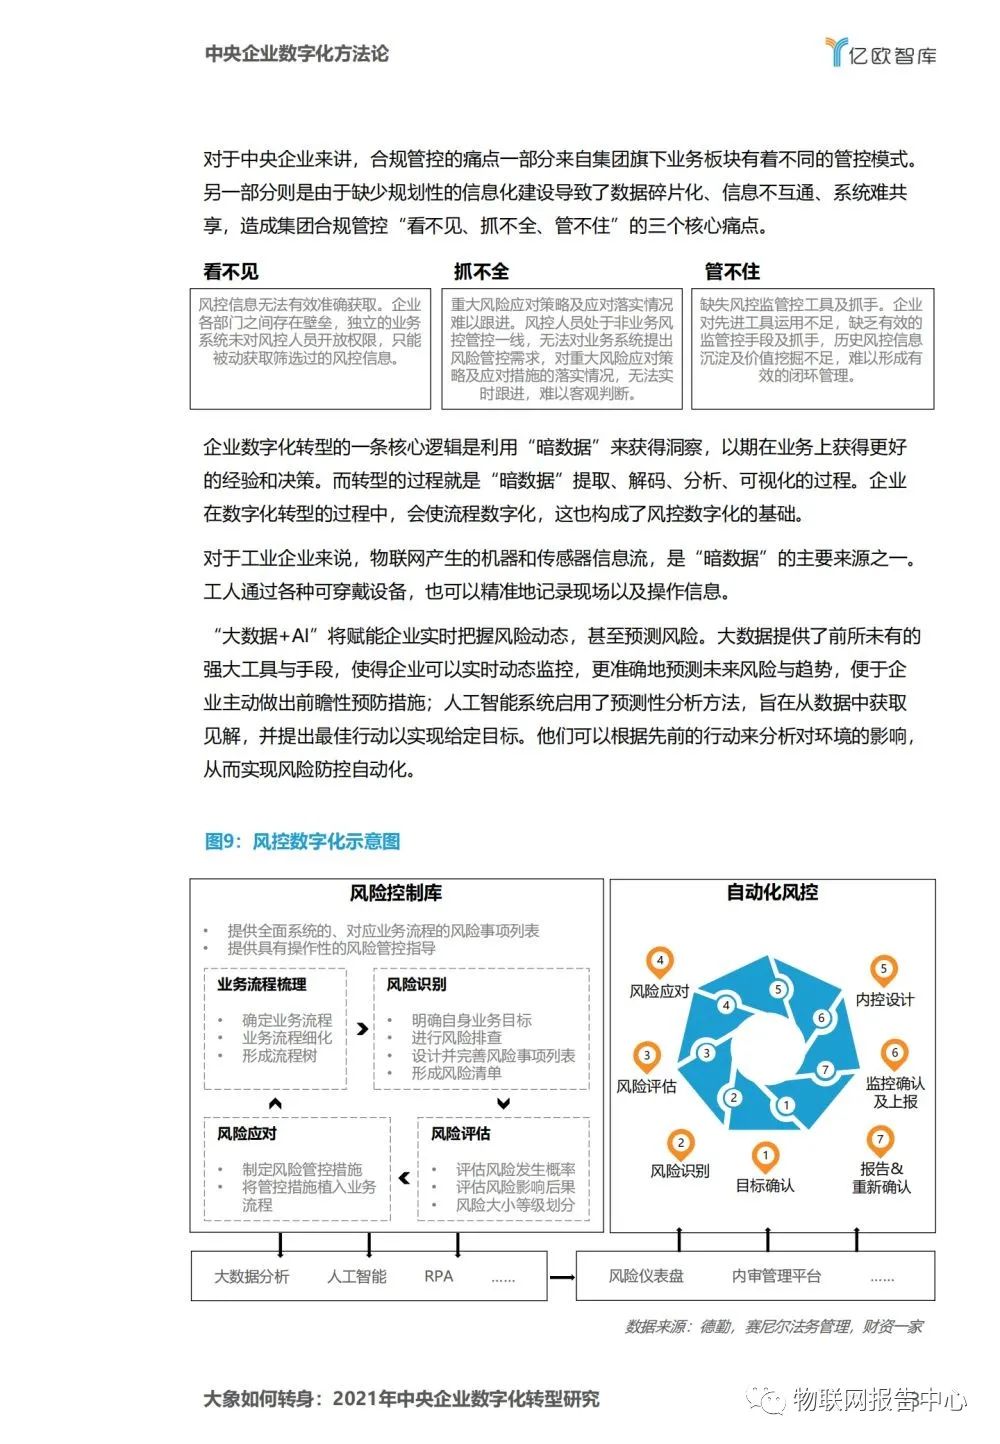 中央企业数字化方法论
亿欧智库
对于中央企业来讲，合规管控的痛点一部分来自集团旗下业务板块有着不同的管控模式。
另一部分则是由于缺少规划性的信息化建设导致了数据碎片化、信息不互通、系统难共
享，造成集团合规管控“看不见、抓不全、管不住”的三个核心痛点。
看不见
风控信息无法有效准确获取。企业
各部门之间存在壁垒，独立的业务
系统未对风控人员开放权限，只能
被动获取筛选过的风控信息。
抓不全
重大风险应对策略及应对落实情况
难以跟进。风控人员处于非业务风
控管控一线，无法对业务系统提出
风险管控需求，对重大风险应对策
略及应对措施的落实情况，无法实
时跟进，难以客观判断。
管不住
缺失风控监管控工具及抓手。企业
对先进工具运用不足，缺乏有效的
监管控手段及抓手，历史风控信息
沉淀及价值挖掘不足，难以形成有
效的闭环管理。
企业数字化转型的一条核心逻辑是利用“暗数据”来获得洞察，以期在业务上获得更好
的经验和决策。而转型的过程就是“暗数据”提取、解码、分析、可视化的过程。企业
在数字化转型的过程中，会使流程数字化，这也构成了风控数字化的基础。
对于工业企业来说，物联网产生的机器和传感器信息流，是“暗数据”的主要来源之一。
工人通过各种可穿戴设备，也可以精准地记录现场以及操作信息。
“大数据+AI”将赋能企业实时把握风险动态，甚至预测风险。大数据提供了前所未有的
强大工具与手段，使得企业可以实时动态监控，更准确地预测未来风险与趋势，便于企
业主动做出前瞻性预防措施；人工智能系统启用了预测性分析方法，旨在从数据中获取
见解，并提出最佳行动以实现给定目标。他们可以根据先前的行动来分析对环境的影响，
从而实现风险防控自动化。
图9：风控数字化示意图
风险控制库
• 提供全面系统的、对应业务流程的风险事项列表
• 提供具有操作性的风险管控指导
业务流程梳理
• 确定业务流程
• 业务流程细化
• 形成流程树
风险识别
• 明确自身业务目标
• 进行风险排查
• 设计并完善风险事项列表
• 形成风险清单
风险应对
• 制定风险管控措施
• 将管控措施植入业务
流程
风险评估
• 评估风险发生概率
• 评估风险影响后果
• 风险大小等级划分
自动化风控
4
风险应对
5
内控设计
3
风险评估
6
监控确认
及上报
2
风险识别
1
目标确认
7
报告&
重新确认
5
4
6
3
7
2
1
大数据分析 人工智能 RPA ......
风险仪表盘 内审管理平台 ......
数据来源：德勤，赛尼尔法务管理，财资一家
大象如何转身：2021年中央企业数字化转型研究
物联网报告中心